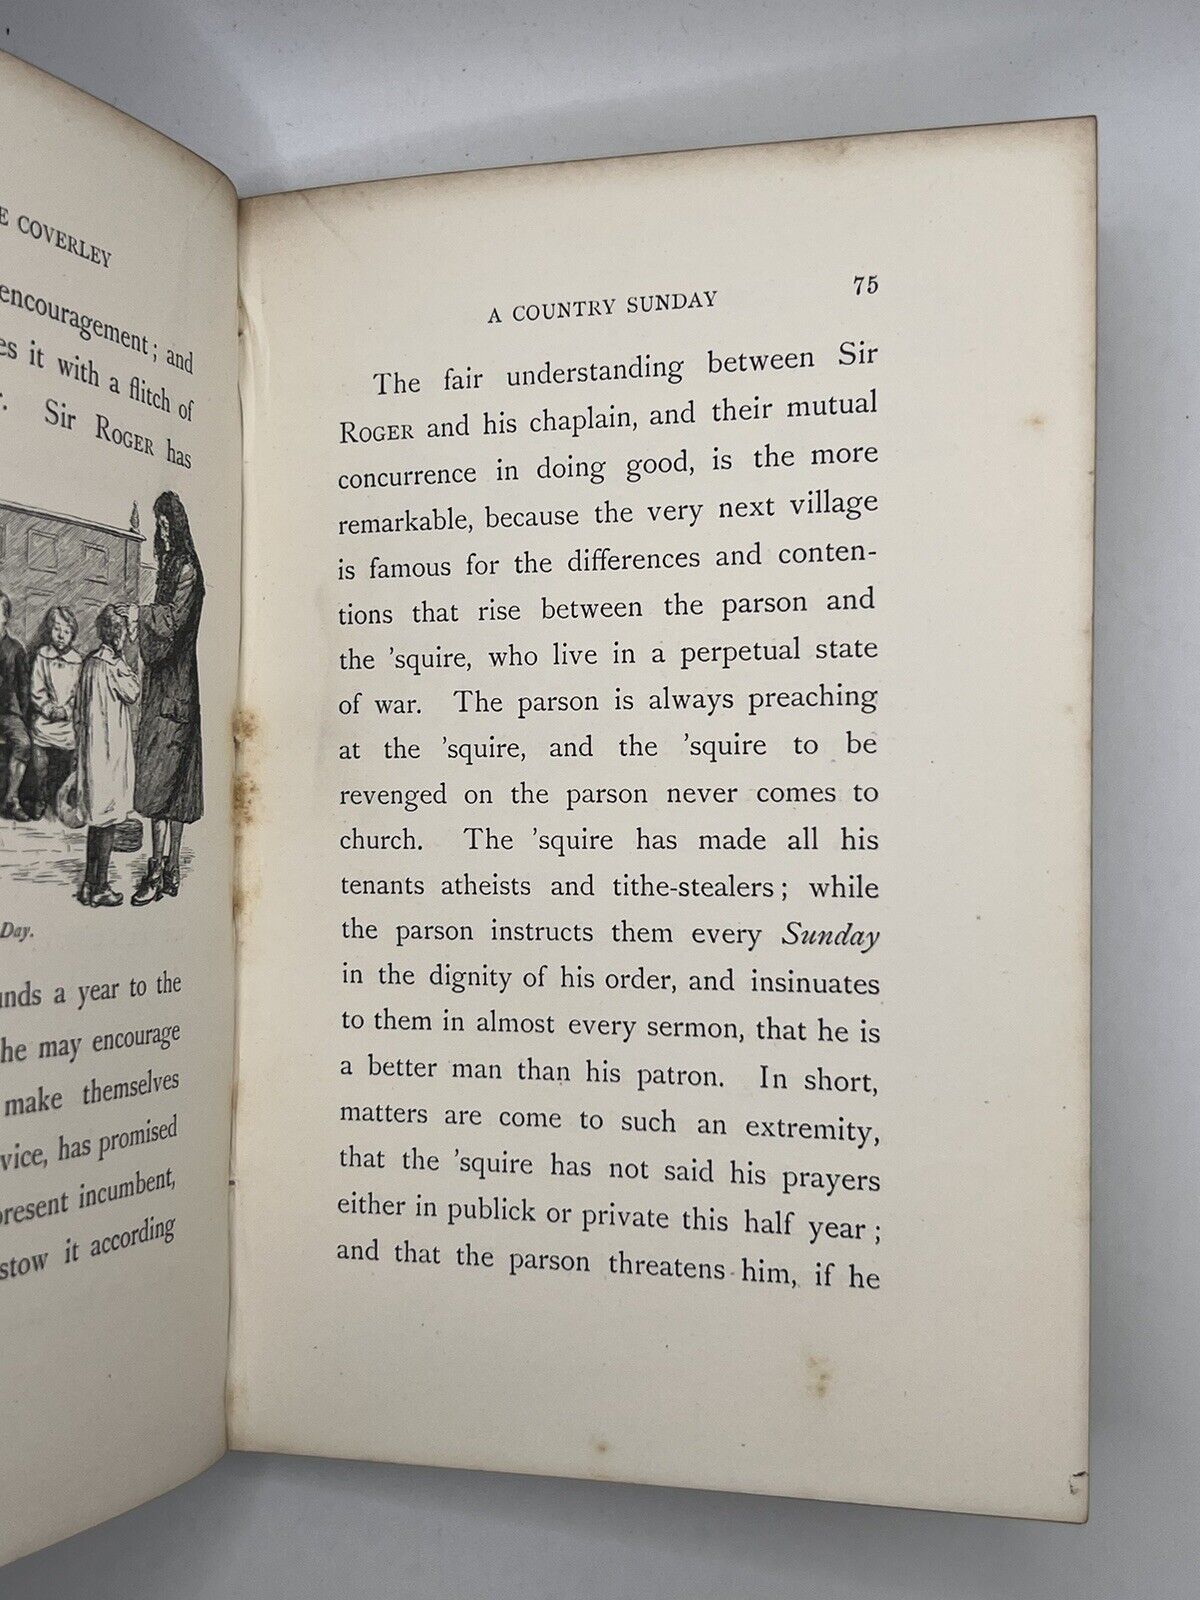 COVERLEY
encouragement; and
it with a flitch of
Sir ROGER has
Day.
a year to the
he may encourage
make themselves
has promised
present incumbent,
it according
75
A COUNTRY SUNDAY
The fair understanding between Sir
ROGER and his chaplain, and their mutual
concurrence in doing good, is the more
remarkable, because the very next village
is famous for the differences and conten-
tions that rise between the parson and
the 'squire, who live in a perpetual state
of war. The parson is always preaching
at the 'squire, and the 'squire to be
revenged on the parson never comes to
church. The 'squire has made all his
tenants atheists and tithe-stealers; while
the parson instructs them every Sunday
in the dignity of his order, and insinuates
to them in almost every sermon, that he is
a better man than his patron. In short,
matters are come to such an extremity,
that the 'squire has not said his prayers
either in publick or private this half year;
and that the parson threatens him, if he